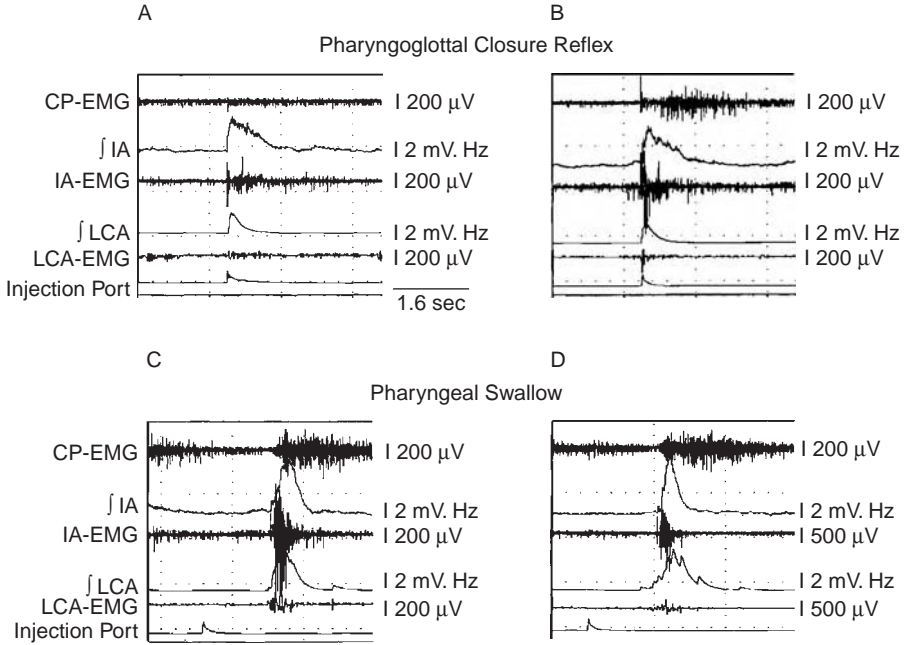 A B
Pharyngoglottal Closure Reflex
CP-EMG I 200 μV I 200 μV
∫ IA I 2 mV. Hz I 2 mV. Hz
IA-EMG I 200 μV I 200 μV
∫ LCA I 2 mV. Hz I 2 mV. Hz
LCA-EMG I 200 μV I 200 μV
Injection Port
1.6 sec
C D
Pharyngeal Swallow
CP-EMG I 200 μV I 200 μV
∫ IA I 2 mV. Hz I 2 mV. Hz
IA-EMG I 200 μV I 500 μV
∫ LCA I 2 mV. Hz I 2 mV. Hz
LCA-EMG I 200 μV I 500 μV
Injection Port